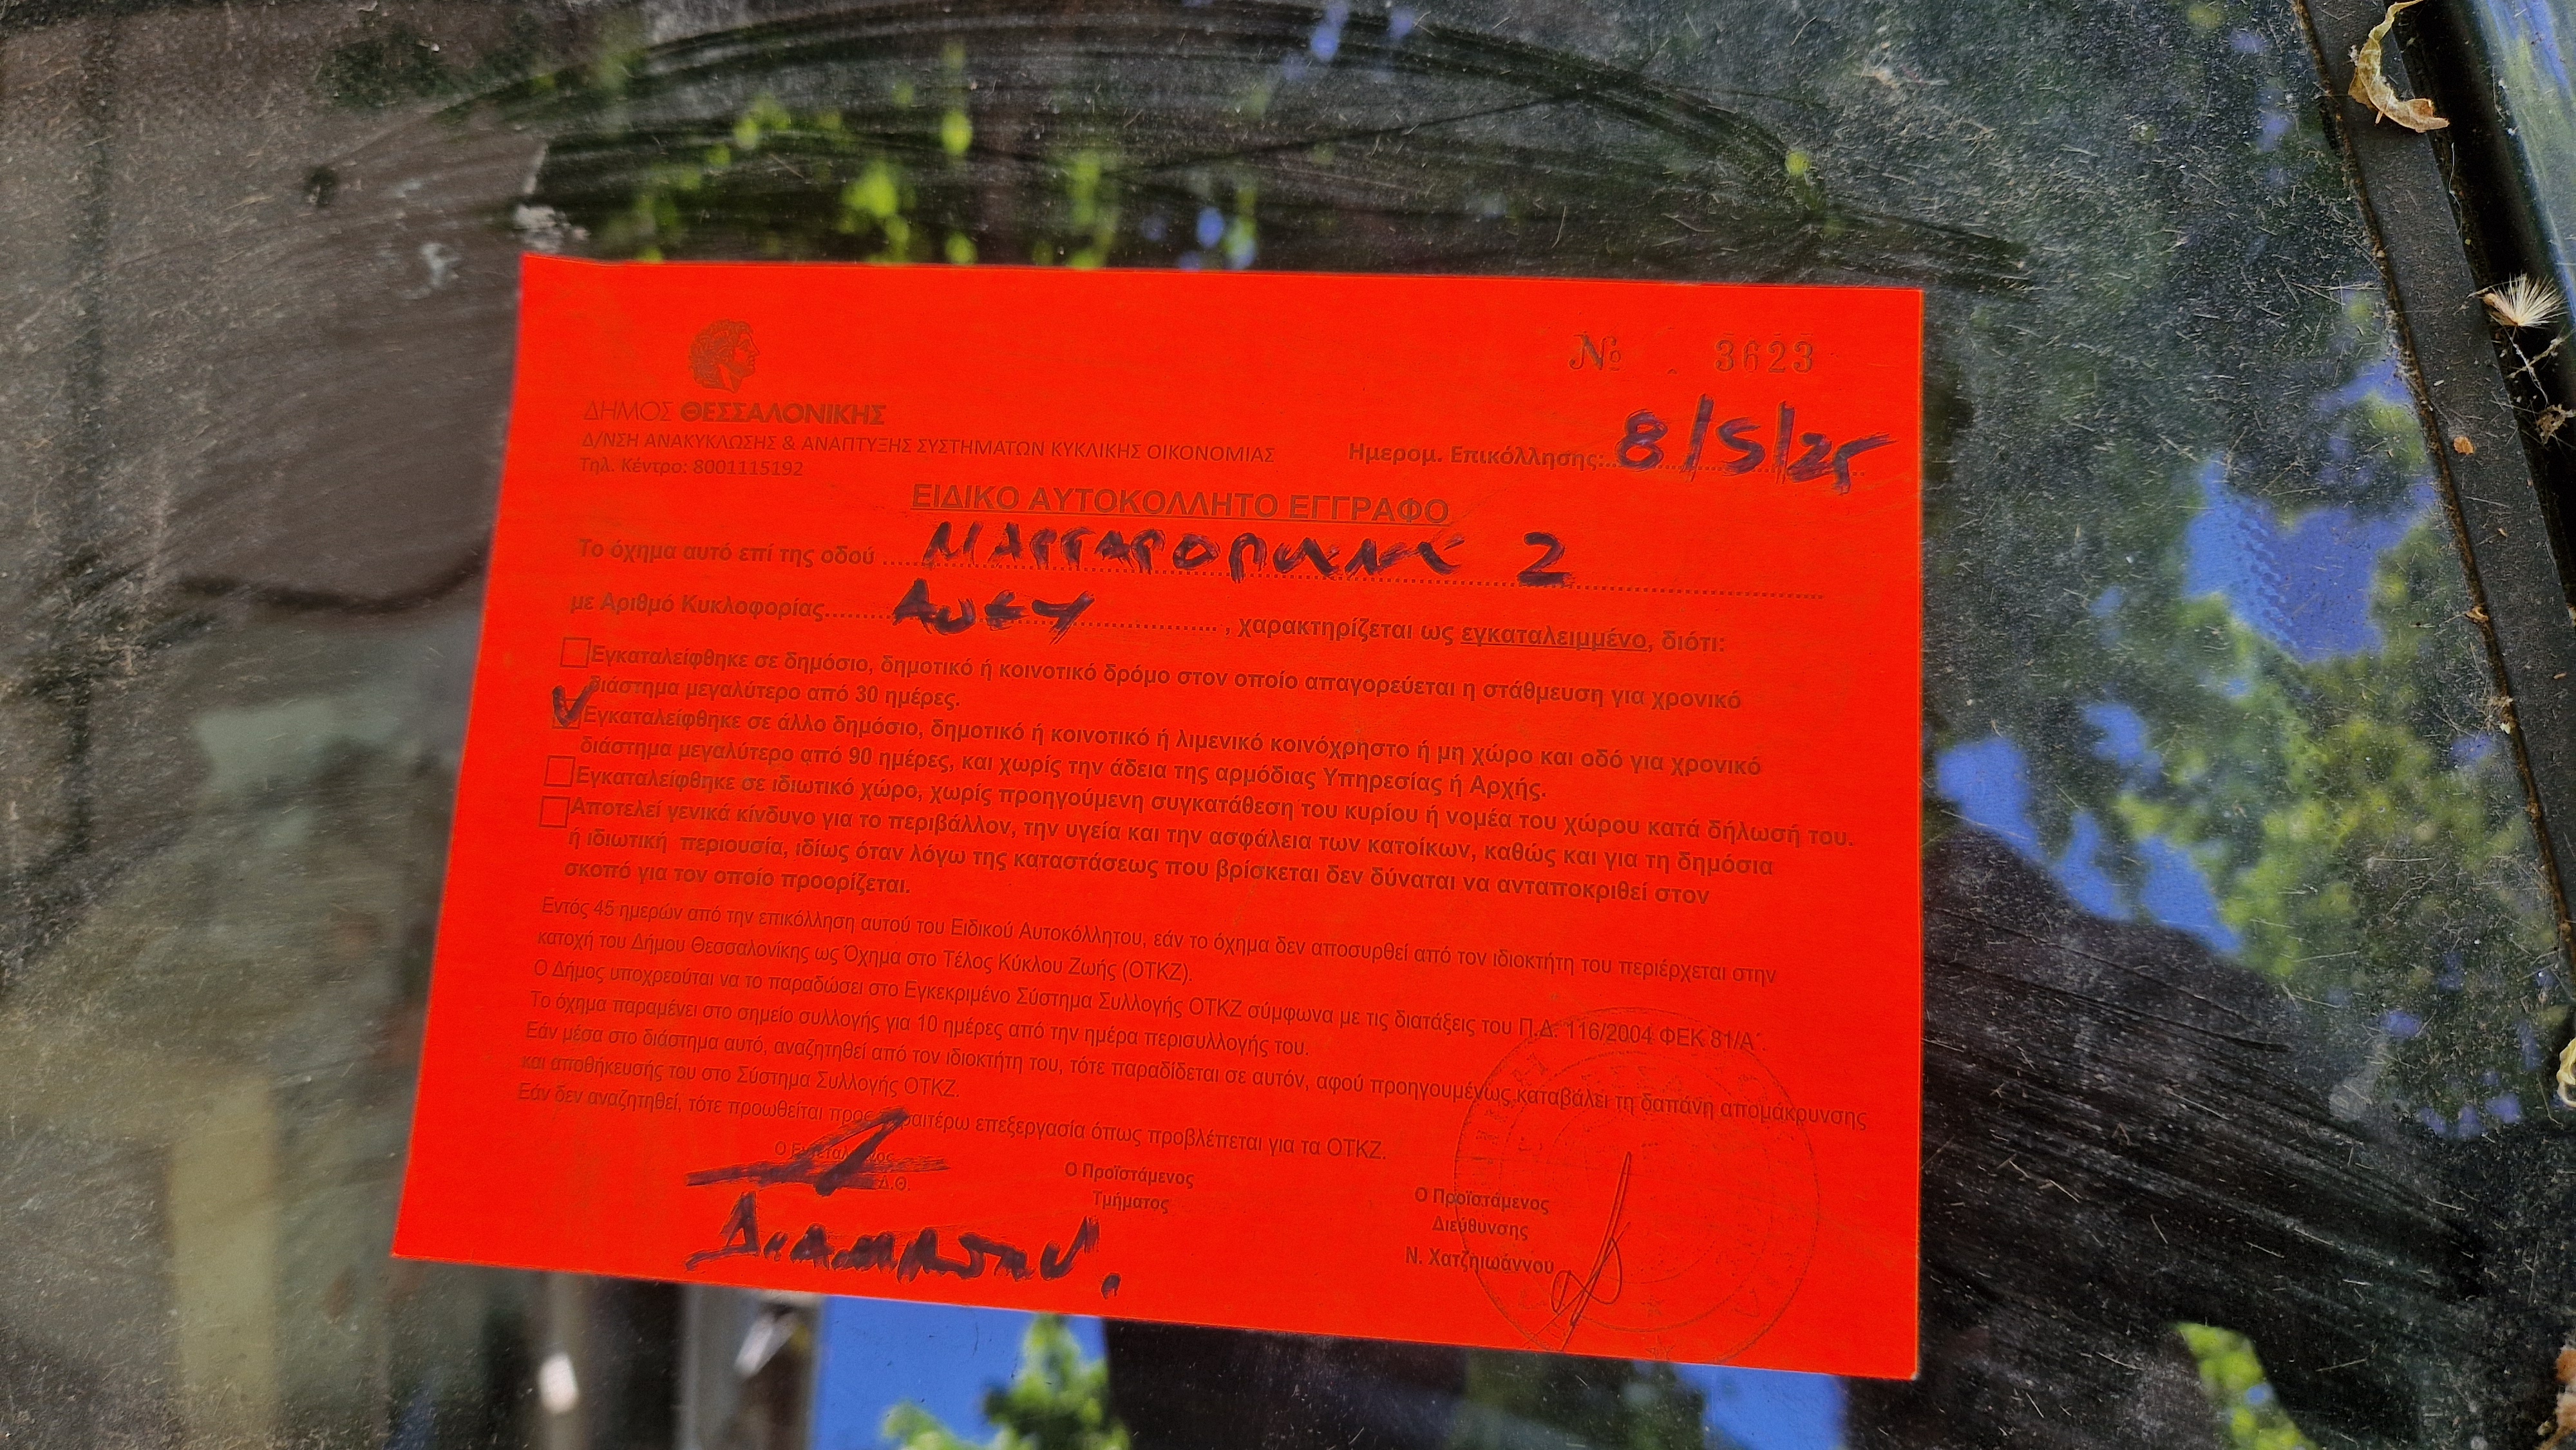 № 3623
ΔΗΜΟΣ ΘΕΣΣΑΛΟΝΙΚΗΣ
Δ/ΝΣΗ ΑΝΑΚΥΚΛΩΣΗΣ & ΑΝΑΠΤΥΞΗΣ ΣΥΣΤΗΜΑΤΩΝ ΚΥΚΛΙΚΗΣ ΟΙΚΟΝΟΜΙΑΣ
Τηλ. Κέντρο: 8001115192
Ημερομ. Επικόλλησης: 8/5/25
ΕΙΔΙΚΟ ΑΥΤΟΚΟΛΛΗΤΟ ΕΓΓΡΑΦΟ
Το όχημα αυτό επί της οδού 2
με Αριθμό Κυκλοφορίας Ανευ , χαρακτηρίζεται ως εγκαταλειμμένο, διότι:
Εγκαταλείφθηκε σε δημόσιο, δημοτικό ή κοινοτικό δρόμο στον οποίο απαγορεύεται η στάθμευση για χρονικό
διάστημα μεγαλύτερο από 30 ημέρες.
Εγκαταλείφθηκε σε άλλο δημόσιο, δημοτικό ή κοινοτικό ή λιμενικό κοινόχρηστο ή μη χώρο και οδό για χρονικό
διάστημα μεγαλύτερο από 90 ημέρες, και χωρίς την άδεια της αρμόδιας Υπηρεσίας ή Αρχής.
Εγκαταλείφθηκε σε ιδιωτικό χώρο, χωρίς προηγούμενη συγκατάθεση του κυρίου ή νομέα του χώρου κατά δήλωσή του.
Αποτελεί γενικά κίνδυνο για το περιβάλλον, την υγεία και την ασφάλεια των κατοίκων, καθώς και για τη δημόσια
ή ιδιωτική περιουσία, ιδίως όταν λόγω της καταστάσεως που βρίσκεται δεν δύναται να ανταποκριθεί στον
σκοπό για τον οποίο προορίζεται.
Εντός 45 ημερών από την επικόλληση αυτού του Ειδικού Αυτοκόλλητου, εάν το όχημα δεν αποσυρθεί από τον ιδιοκτήτη του περιέρχεται στην
κατοχή του Δήμου Θεσσαλονίκης ως Όχημα στο Τέλος Κύκλου Ζωής (ΟΤΚΖ).
Ο Δήμος υποχρεούται να το παραδώσει στο Εγκεκριμένο Σύστημα Συλλογής ΟΤΚΖ σύμφωνα με τις διατάξεις του Π.Δ. 116/2004 ΦΕΚ 81/Α΄.
Το όχημα παραμένει στο σημείο συλλογής για 10 ημέρες από την ημέρα περισυλλογής του.
Εάν μέσα στο διάστημα αυτό, αναζητηθεί από τον ιδιοκτήτη του, τότε παραδίδεται σε αυτόν, αφού προηγουμένως καταβάλει τη δαπάνη απομάκρυνσης
και αποθήκευσής του στο Σύστημα Συλλογής ΟΤΚΖ.
Εάν δεν αναζητηθεί, τότε προωθείται προς περαιτέρω επεξεργασία όπως προβλέπεται για τα ΟΤΚΖ.
Ο Προϊστάμενος
Τμήματος
Ο Προϊστάμενος
Διεύθυνσης
Ν. Χατζηιωάννου